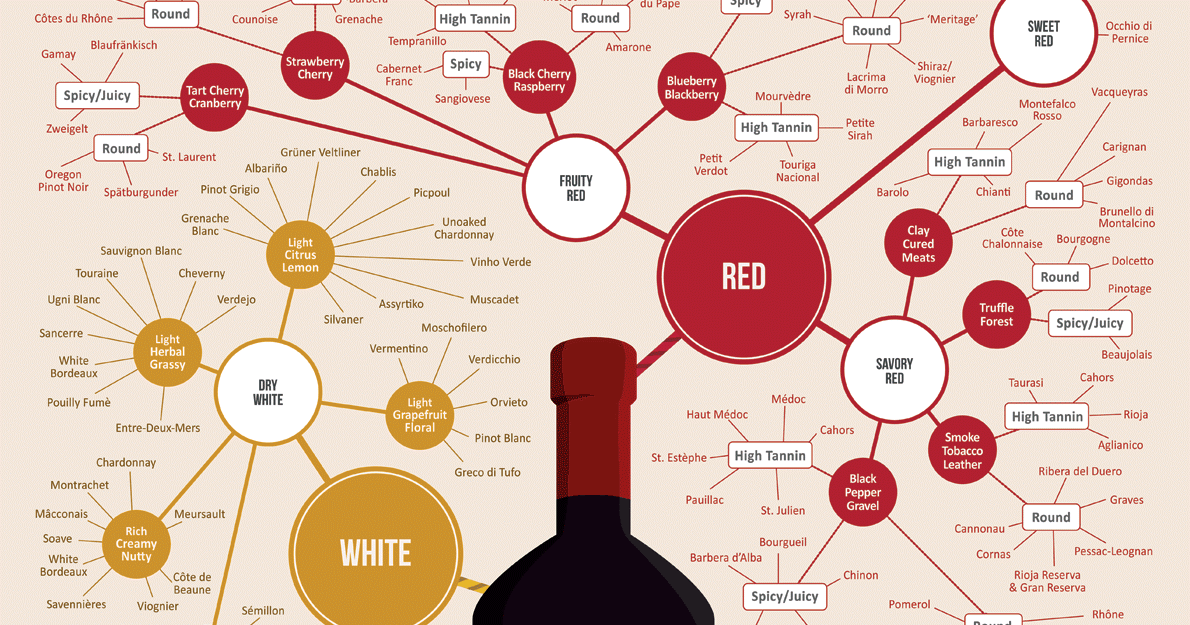 Côtes du Rhône
Round
Counoise
Grenache
Tempranillo
High Tannin
Round
du Pape
Amarone
Spicy
Syrah
Round
'Meritage'
Lacrima
di Morro
Shiraz/
Viognier
SWEET
RED
Occhio di
Pernice
Gamay
Blaufränkisch
Spicy/Juicy
Zweigelt
Tart Cherry
Cranberry
Round
St. Laurent
Oregon
Pinot Noir
Spätburgunder
Strawberry
Cherry
Cabernet
Franc
Spicy
Sangiovese
Black Cherry
Raspberry
Blueberry
Blackberry
Mourvèdre
High Tannin
Petite
Sirah
Petit
Verdot
Touriga
Nacional
FRUITY
RED
RED
Vacqueyras
Montefalco
Rosso
Barbaresco
High Tannin
Barolo
Chianti
Carignan
Round
Gigondas
Brunello di
Montalcino
Clay
Cured
Meats
Côte
Chalonnaise
Bourgogne
Round
Dolcetto
Truffle
Forest
Pinotage
Spicy/Juicy
Beaujolais
SAVORY
RED
Taurasi
Cahors
High Tannin
Rioja
Aglianico
Smoke
Tobacco
Leather
Ribera del Duero
Graves
Round
Cannonau
Cornas
Pessac-Leognan
Rioja Reserva
& Gran Reserva
Haut Médoc
Médoc
Cahors
St. Estèphe
High Tannin
Pauillac
St. Julien
Black
Pepper
Gravel
Barbera d'Alba
Bourgueil
Chinon
Spicy/Juicy
Pomerol
Rhône
Round
Grüner Veltliner
Albariño
Chablis
Pinot Grigio
Picpoul
Grenache
Blanc
Unoaked
Chardonnay
Light
Citrus
Lemon
Vinho Verde
Muscadet
Assyrtiko
Silvaner
Sauvignon Blanc
Touraine
Cheverny
Ugni Blanc
Verdejo
Sancerre
Light
Herbal
Grassy
White
Bordeaux
Pouilly Fumè
Entre-Deux-Mers
DRY
WHITE
Moschofilero
Vermentino
Verdicchio
Light
Grapefruit
Floral
Orvieto
Pinot Blanc
Greco di Tufo
Chardonnay
Montrachet
Mâcconais
Meursault
Soave
Rich
Creamy
Nutty
White
Bordeaux
Côte de
Beaune
Savennières
Viognier
Sémillon
WHITE